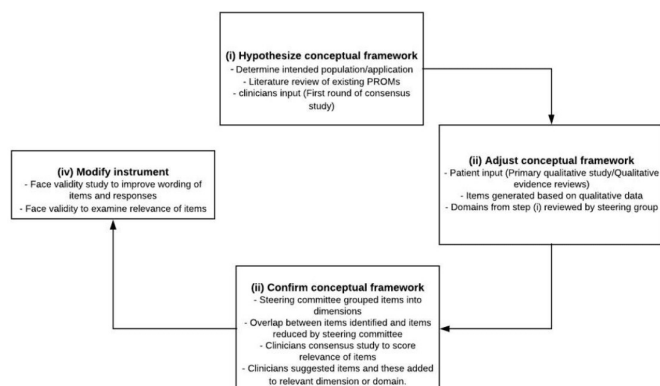 (i) Hypothesize conceptual framework
- Determine intended population/application
- Literature review of existing PROMs
- clinicians input (First round of consensus
study)
(ii) Adjust conceptual framework
- Patient input (Primary qualitative study/Qualitative
evidence reviews)
- Items generated based on qualitative data
- Domains from step (i) reviewed by steering group
(ii) Confirm conceptual framework
- Steering committee grouped items into
dimensions
- Overlap between items identified and items
reduced by steering committee
- Clinicians consensus study to score
relevance of items
- Clinicians suggested items and these added
to relevant dimension or domain.
(iv) Modify instrument
- Face validity study to improve wording of
items and responses
- Face validity to examine relevance of items